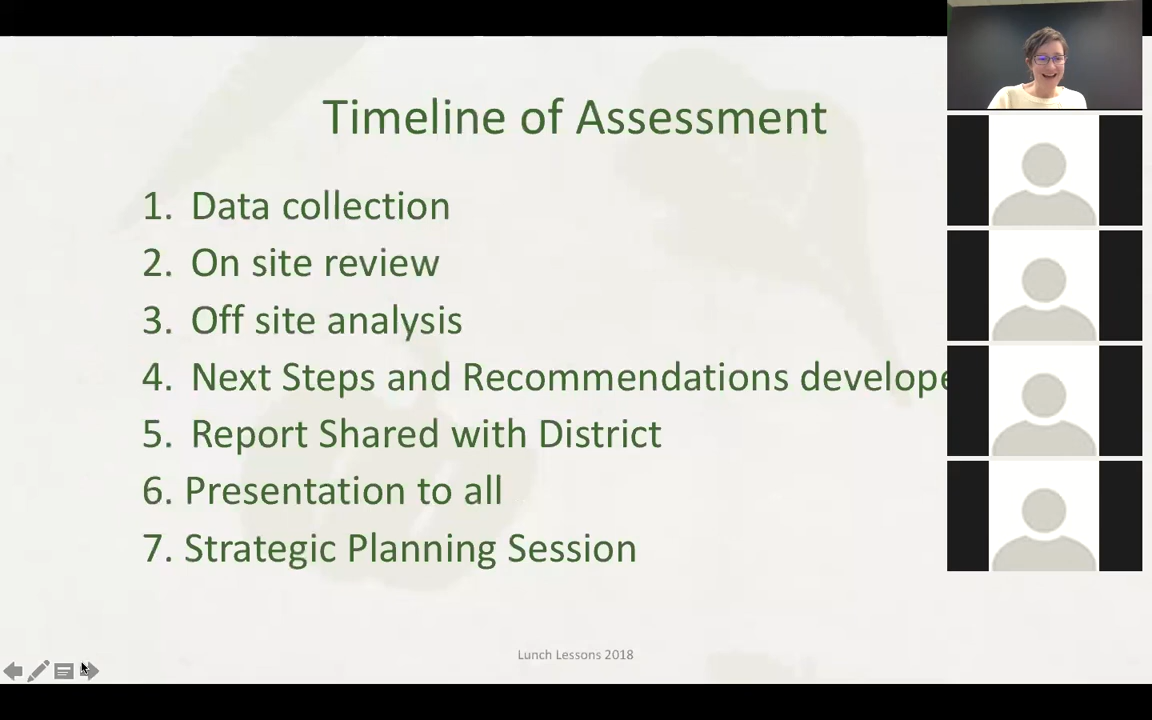 Timeline of Assessment
1. Data collection
2. On site review
3. Off site analysis
4. Next Steps and Recommendations develope
5. Report Shared with District
6. Presentation to all
7. Strategic Planning Session
Lunch Lessons 2018